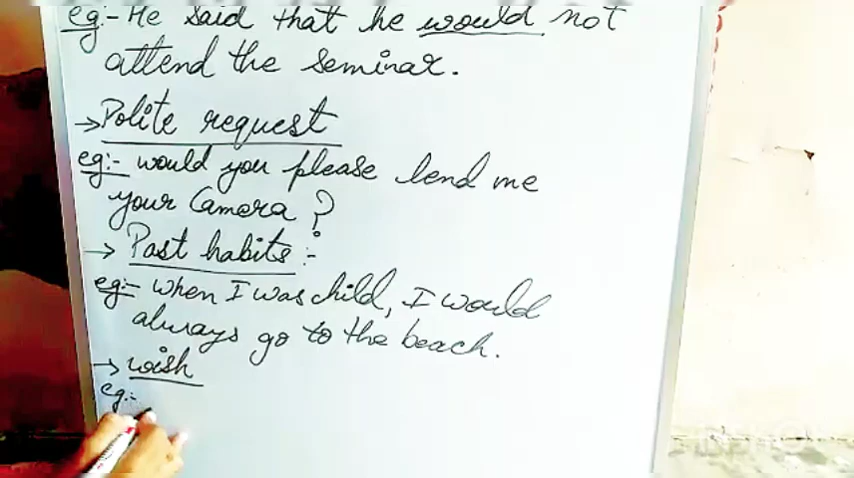 eg:- He said that he would not
attend the seminar.
→ Polite request
eg:- would you please lend me
your Camera ?
→ Past habits :-
eg:- when I was child, I would
always go to the beach.
→ wish
eg:-
INSHOT